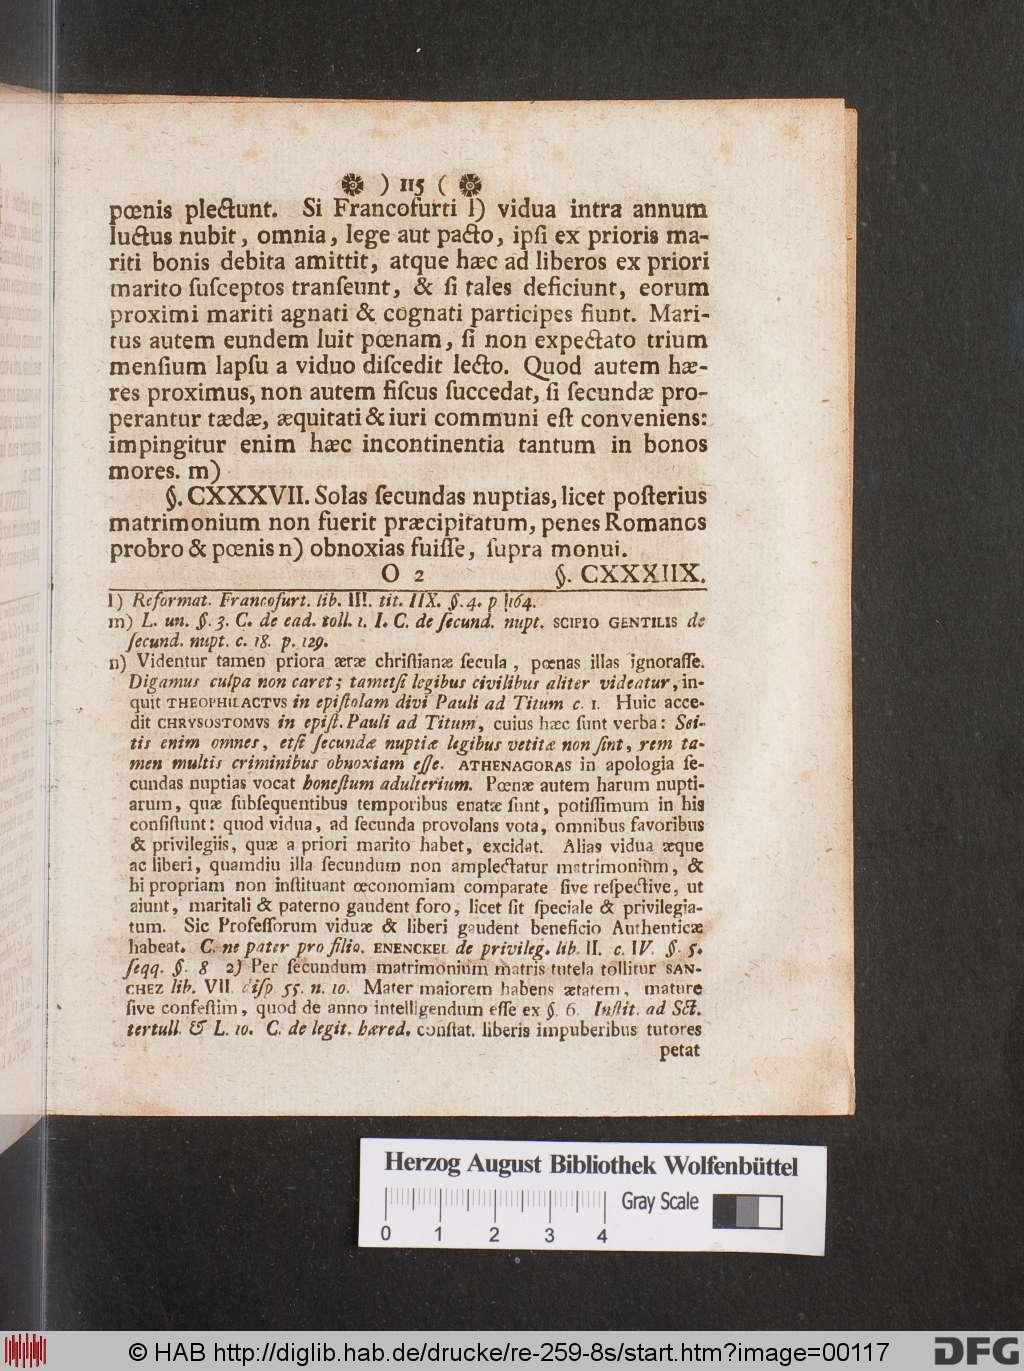 ) 115 (
pœnis plectunt. Si Francofurti l) vidua intra annum
luctus nubit, omnia, lege aut pacto, ipſi ex prioris ma-
riti bonis debita amittit, atque hæc ad liberos ex priori
marito ſuſceptos tranſeunt, & ſi tales deficiunt, eorum
proximi mariti agnati & cognati participes fiunt. Mari-
tus autem eundem luit pœnam, ſi non expectato trium
menſium lapſu a viduo diſcedit lecto. Quod autem hæ-
res proximus, non autem fiſcus ſuccedat, ſi ſecundæ pro-
perantur tædæ, æquitati & iuri communi eſt conveniens:
impingitur enim hæc incontinentia tantum in bonos
mores. m)
§. CXXXVII. Solas ſecundas nuptias, licet poſterius
matrimonium non fuerit præcipitatum, penes Romanos
probro & pœnis n) obnoxias fuiſſe, ſupra monui.
O 2 §. CXXXIIX.
l) Reformat. Francofurt. lib. III. tit. IIX. §. 4. p 164.
m) L. un. §. 3. C. de ead. toll. 1. I. C. de ſecund. nupt. SCIPIO GENTILIS de
ſecund. nupt. c. 18. p. 129.
n) Videntur tamen priora æræ chriſtianæ ſecula, pœnas illas ignoraſſe.
Digamus culpa non caret; tametſi legibus civilibus aliter videatur, in-
quit THEOPHILACTVS in epiſtolam divi Pauli ad Titum c. 1. Huic acce-
dit CHRYSOSTOMVS in epiſt. Pauli ad Titum, cuius hæc ſunt verba: Sci-
tis enim omnes, etſi ſecundæ nuptiæ legibus vetitæ non ſint, rem ta-
men multis criminibus obnoxiam eſſe. ATHENAGORAS in apologia ſe-
cundas nuptias vocat honeſtum adulterium. Pœnæ autem harum nupti-
arum, quæ ſubſequentibus temporibus enatæ ſunt, potiſſimum in his
conſiſtunt: quod vidua, ad ſecunda provolans vota, omnibus favoribus
& privilegiis, quæ a priori marito habet, excidat. Alias vidua æque
ac liberi, quamdiu illa ſecundum non amplectatur matrimonium, &
hi propriam non inſtituant œconomiam comparate ſive reſpective, ut
aiunt, maritali & paterno gaudent foro, licet ſit ſpeciale & privilegia-
tum. Sic Profeſſorum viduæ & liberi gaudent beneficio Authenticæ
habeat. C. ne pater pro filio. ENENCKEL de privileg. lib. II. c. IV. §. 5.
ſeqq. §. 8 2) Per ſecundum matrimonium matris tutela tollitur SAN-
CHEZ lib. VII. diſp. 55. n. 10. Mater maiorem habens ætatem, mature
ſive confeſtim, quod de anno intelligendum eſſe ex §. 6. Inſtit. ad Sct.
tertull. & L. 10. C. de legit. hæred. conſtat. liberis impuberibus tutores
petat
Herzog August Bibliothek Wolfenbüttel
Gray Scale
0 1 2 3 4
© HAB http://diglib.hab.de/drucke/re-259-8s/start.htm?image=00117
DFG